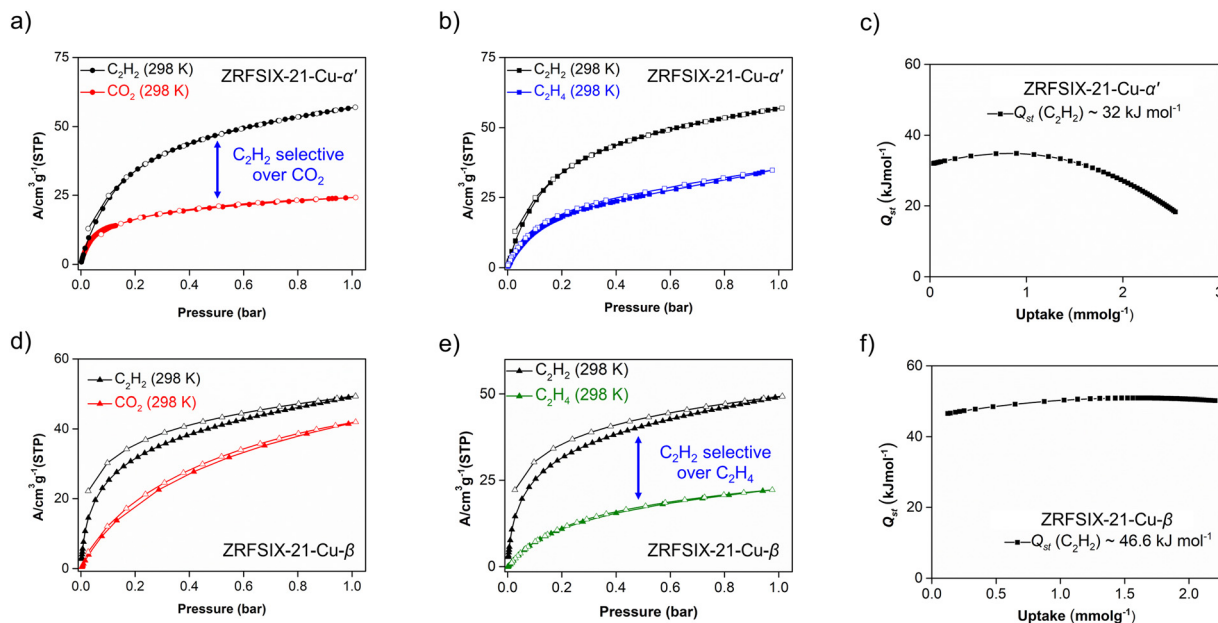 a)
75
50
25
0
A/cm³g⁻¹(STP)
C₂H₂ (298 K)
CO₂ (298 K)
ZRFSIX-21-Cu-α′
C₂H₂ selective
over CO₂
0.0 0.2 0.4 0.6 0.8 1.0
Pressure (bar)
b)
75
50
25
0
A/cm³g⁻¹(STP)
C₂H₂ (298 K)
C₂H₄ (298 K)
ZRFSIX-21-Cu-α′
0.0 0.2 0.4 0.6 0.8 1.0
Pressure (bar)
c)
60
40
20
0
Qst (kJmol⁻¹)
ZRFSIX-21-Cu-α′
Qst (C₂H₂) ~ 32 kJ mol⁻¹
0 1 2 3
Uptake (mmolg⁻¹)
d)
60
40
20
0
A/cm³g⁻¹(STP)
C₂H₂ (298 K)
CO₂ (298 K)
ZRFSIX-21-Cu-β
0.0 0.2 0.4 0.6 0.8 1.0
Pressure (bar)
e)
50
25
0
A/cm³g⁻¹(STP)
C₂H₂ (298 K)
C₂H₄ (298 K)
C₂H₂ selective
over C₂H₄
ZRFSIX-21-Cu-β
0.0 0.2 0.4 0.6 0.8 1.0
Pressure (bar)
f)
60
40
20
0
Qst (kJmol⁻¹)
ZRFSIX-21-Cu-β
Qst (C₂H₂) ~ 46.6 kJ mol⁻¹
0.0 0.5 1.0 1.5 2.0
Uptake (mmolg⁻¹)